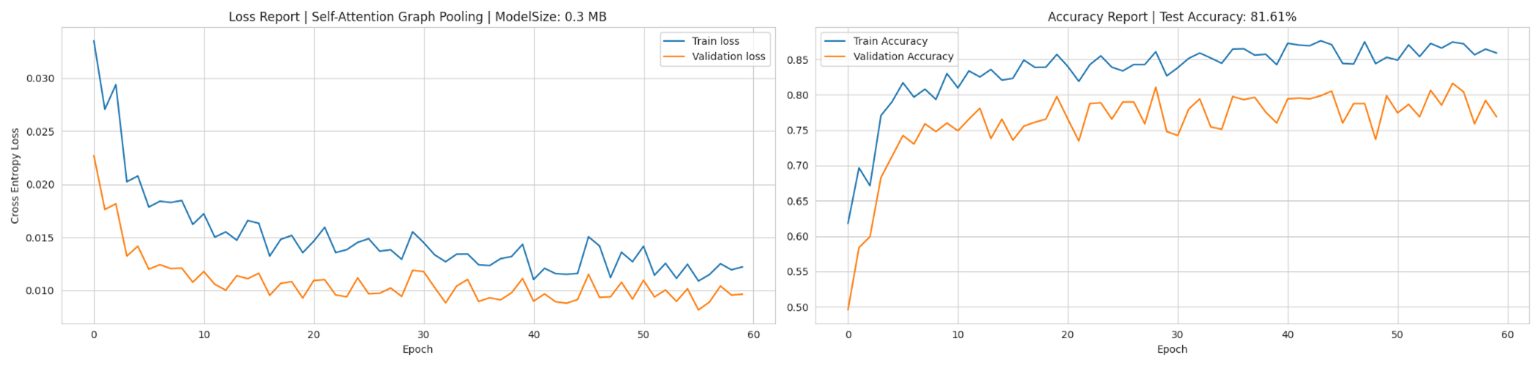 Loss Report | Self-Attention Graph Pooling | ModelSize: 0.3 MB
Train loss
Validation loss
0.030
0.025
0.020
0.015
0.010
Cross Entropy Loss
0 10 20 30 40 50 60
Epoch
Accuracy Report | Test Accuracy: 81.61%
Train Accuracy
Validation Accuracy
0.85
0.80
0.75
0.70
0.65
0.60
0.55
0.50
0 10 20 30 40 50 60
Epoch